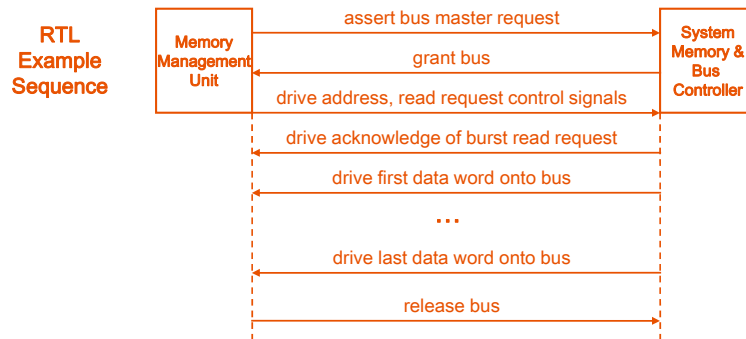 RTL
Example
Sequence
Memory
Management
Unit
System
Memory &
Bus
Controller
assert bus master request
grant bus
drive address, read request control signals
drive acknowledge of burst read request
drive first data word onto bus
...
drive last data word onto bus
release bus